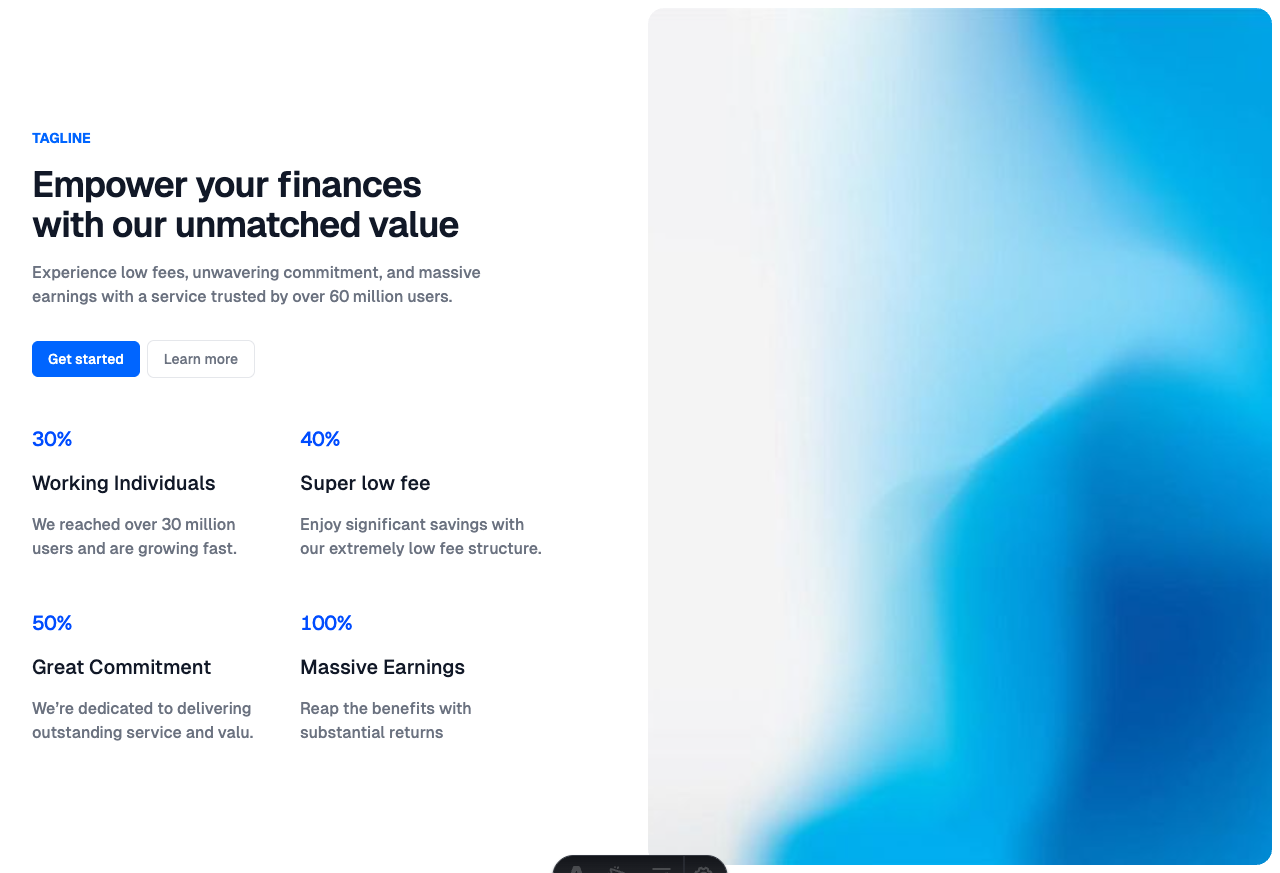 TAGLINE
Empower your finances
with our unmatched value
Experience low fees, unwavering commitment, and massive
earnings with a service trusted by over 60 million users.
Get started
Learn more
30%
Working Individuals
We reached over 30 million
users and are growing fast.
40%
Super low fee
Enjoy significant savings with
our extremely low fee structure.
50%
Great Commitment
We’re dedicated to delivering
outstanding service and valu.
100%
Massive Earnings
Reap the benefits with
substantial returns